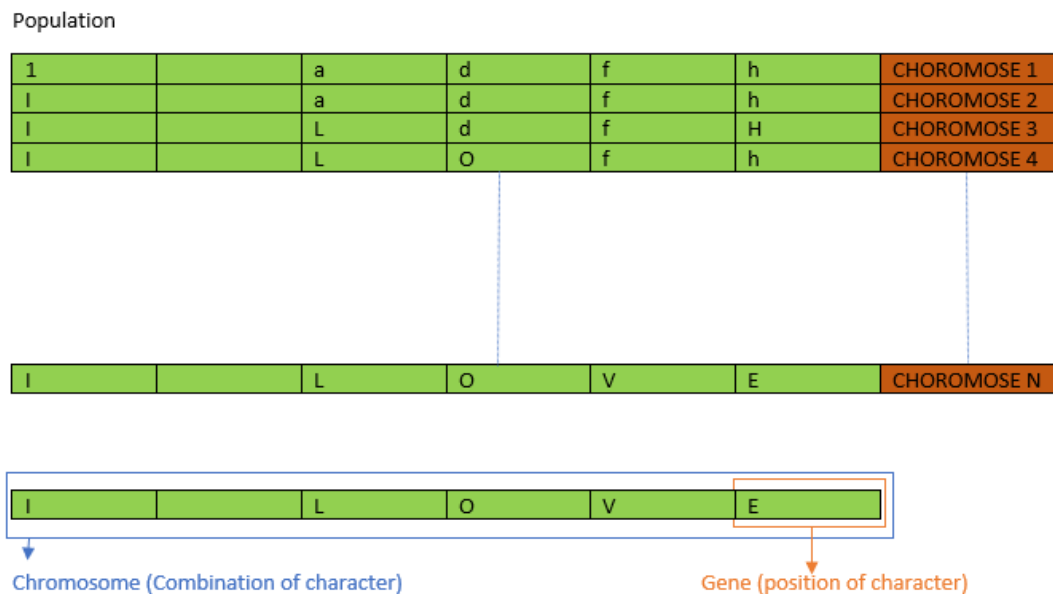 Population
1 a d f h CHOROMOSE 1
I a d f h CHOROMOSE 2
I L d f H CHOROMOSE 3
I L O f h CHOROMOSE 4
I L O V E CHOROMOSE N
I L O V E
Chromosome (Combination of character) Gene (position of character)